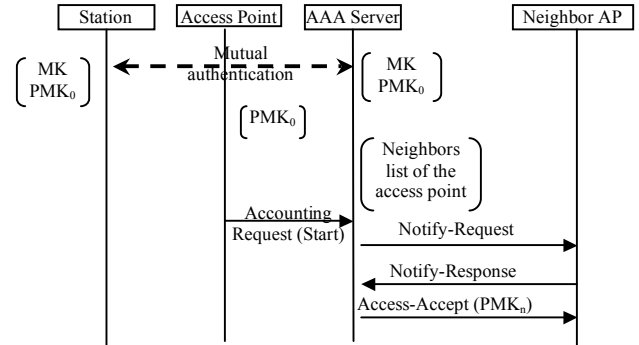 Station
Access Point
AAA Server
Neighbor AP
Mutual
authentication
MK
PMK₀
MK
PMK₀
PMK₀
Neighbors
list of the
access point
Accounting
Request (Start)
Notify-Request
Notify-Response
Access-Accept (PMKₙ)